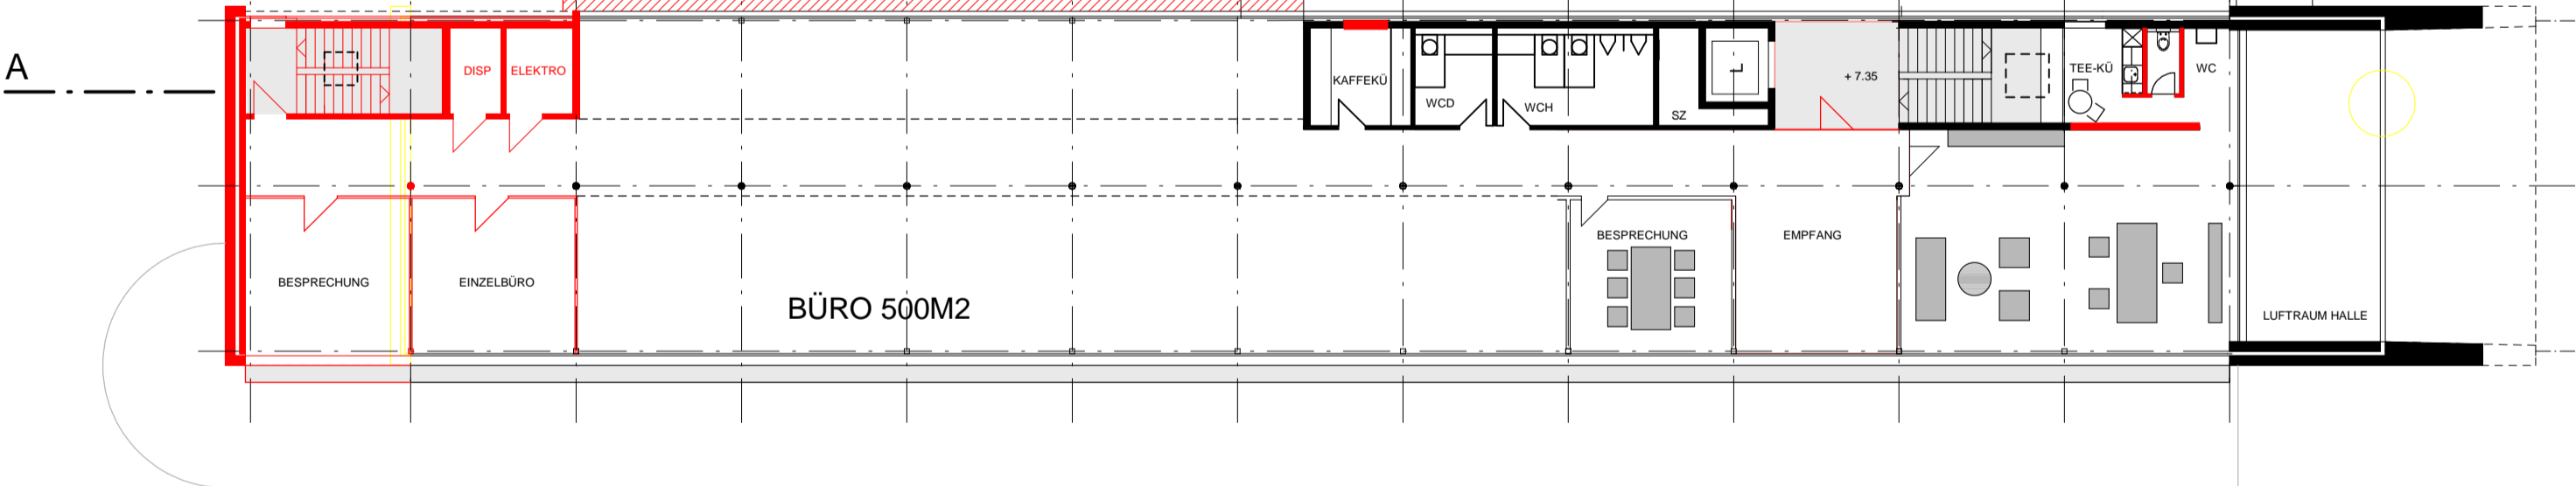 A
DISP
ELEKTRO
KAFFEKÜ
WCD
WCH
SZ
L
+ 7.35
TEE-KÜ
WC
BESPRECHUNG
EINZELBÜRO
BÜRO 500M2
BESPRECHUNG
EMPFANG
LUFTRAUM HALLE